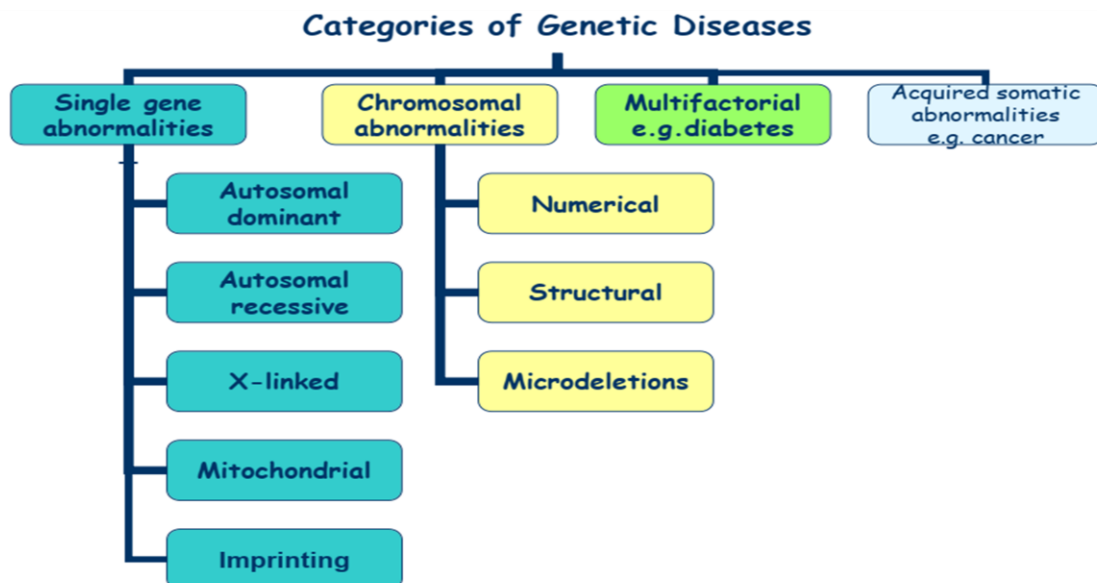 Categories of Genetic Diseases
Single gene
abnormalities
Chromosomal
abnormalities
Multifactorial
e.g.diabetes
Acquired somatic
abnormalities
e.g. cancer
Autosomal
dominant
Autosomal
recessive
X-linked
Mitochondrial
Imprinting
Numerical
Structural
Microdeletions